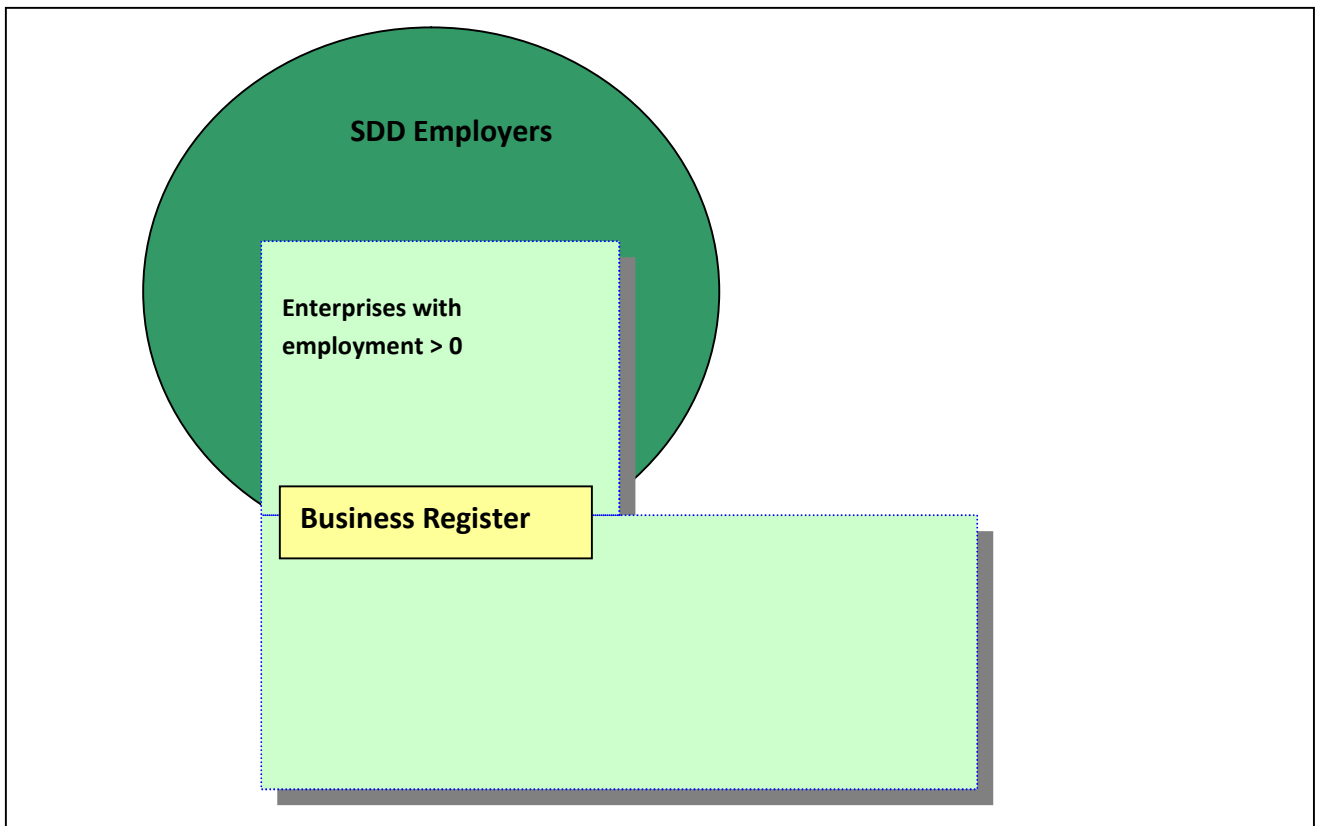 SDD Employers
Enterprises with
employment > 0
Business Register